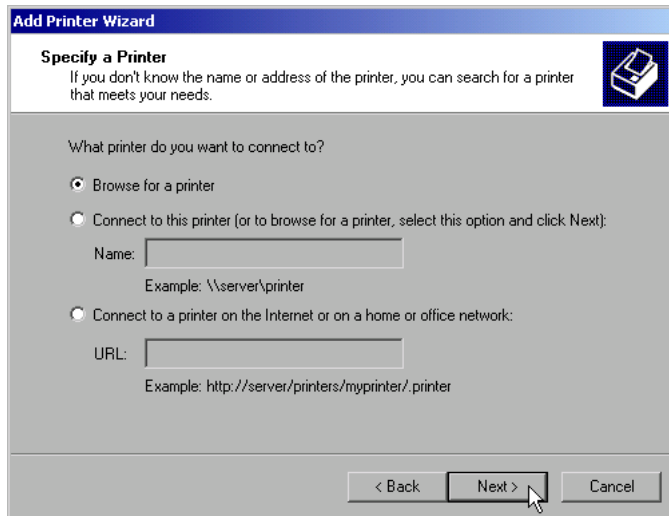 Add Printer Wizard
Specify a Printer
If you don't know the name or address of the printer, you can search for a printer
that meets your needs.
What printer do you want to connect to?
Browse for a printer
Connect to this printer (or to browse for a printer, select this option and click Next):
Name:
Example: \\server\printer
Connect to a printer on the Internet or on a home or office network:
URL:
Example: http://server/printers/myprinter/.printer
< Back Next > Cancel